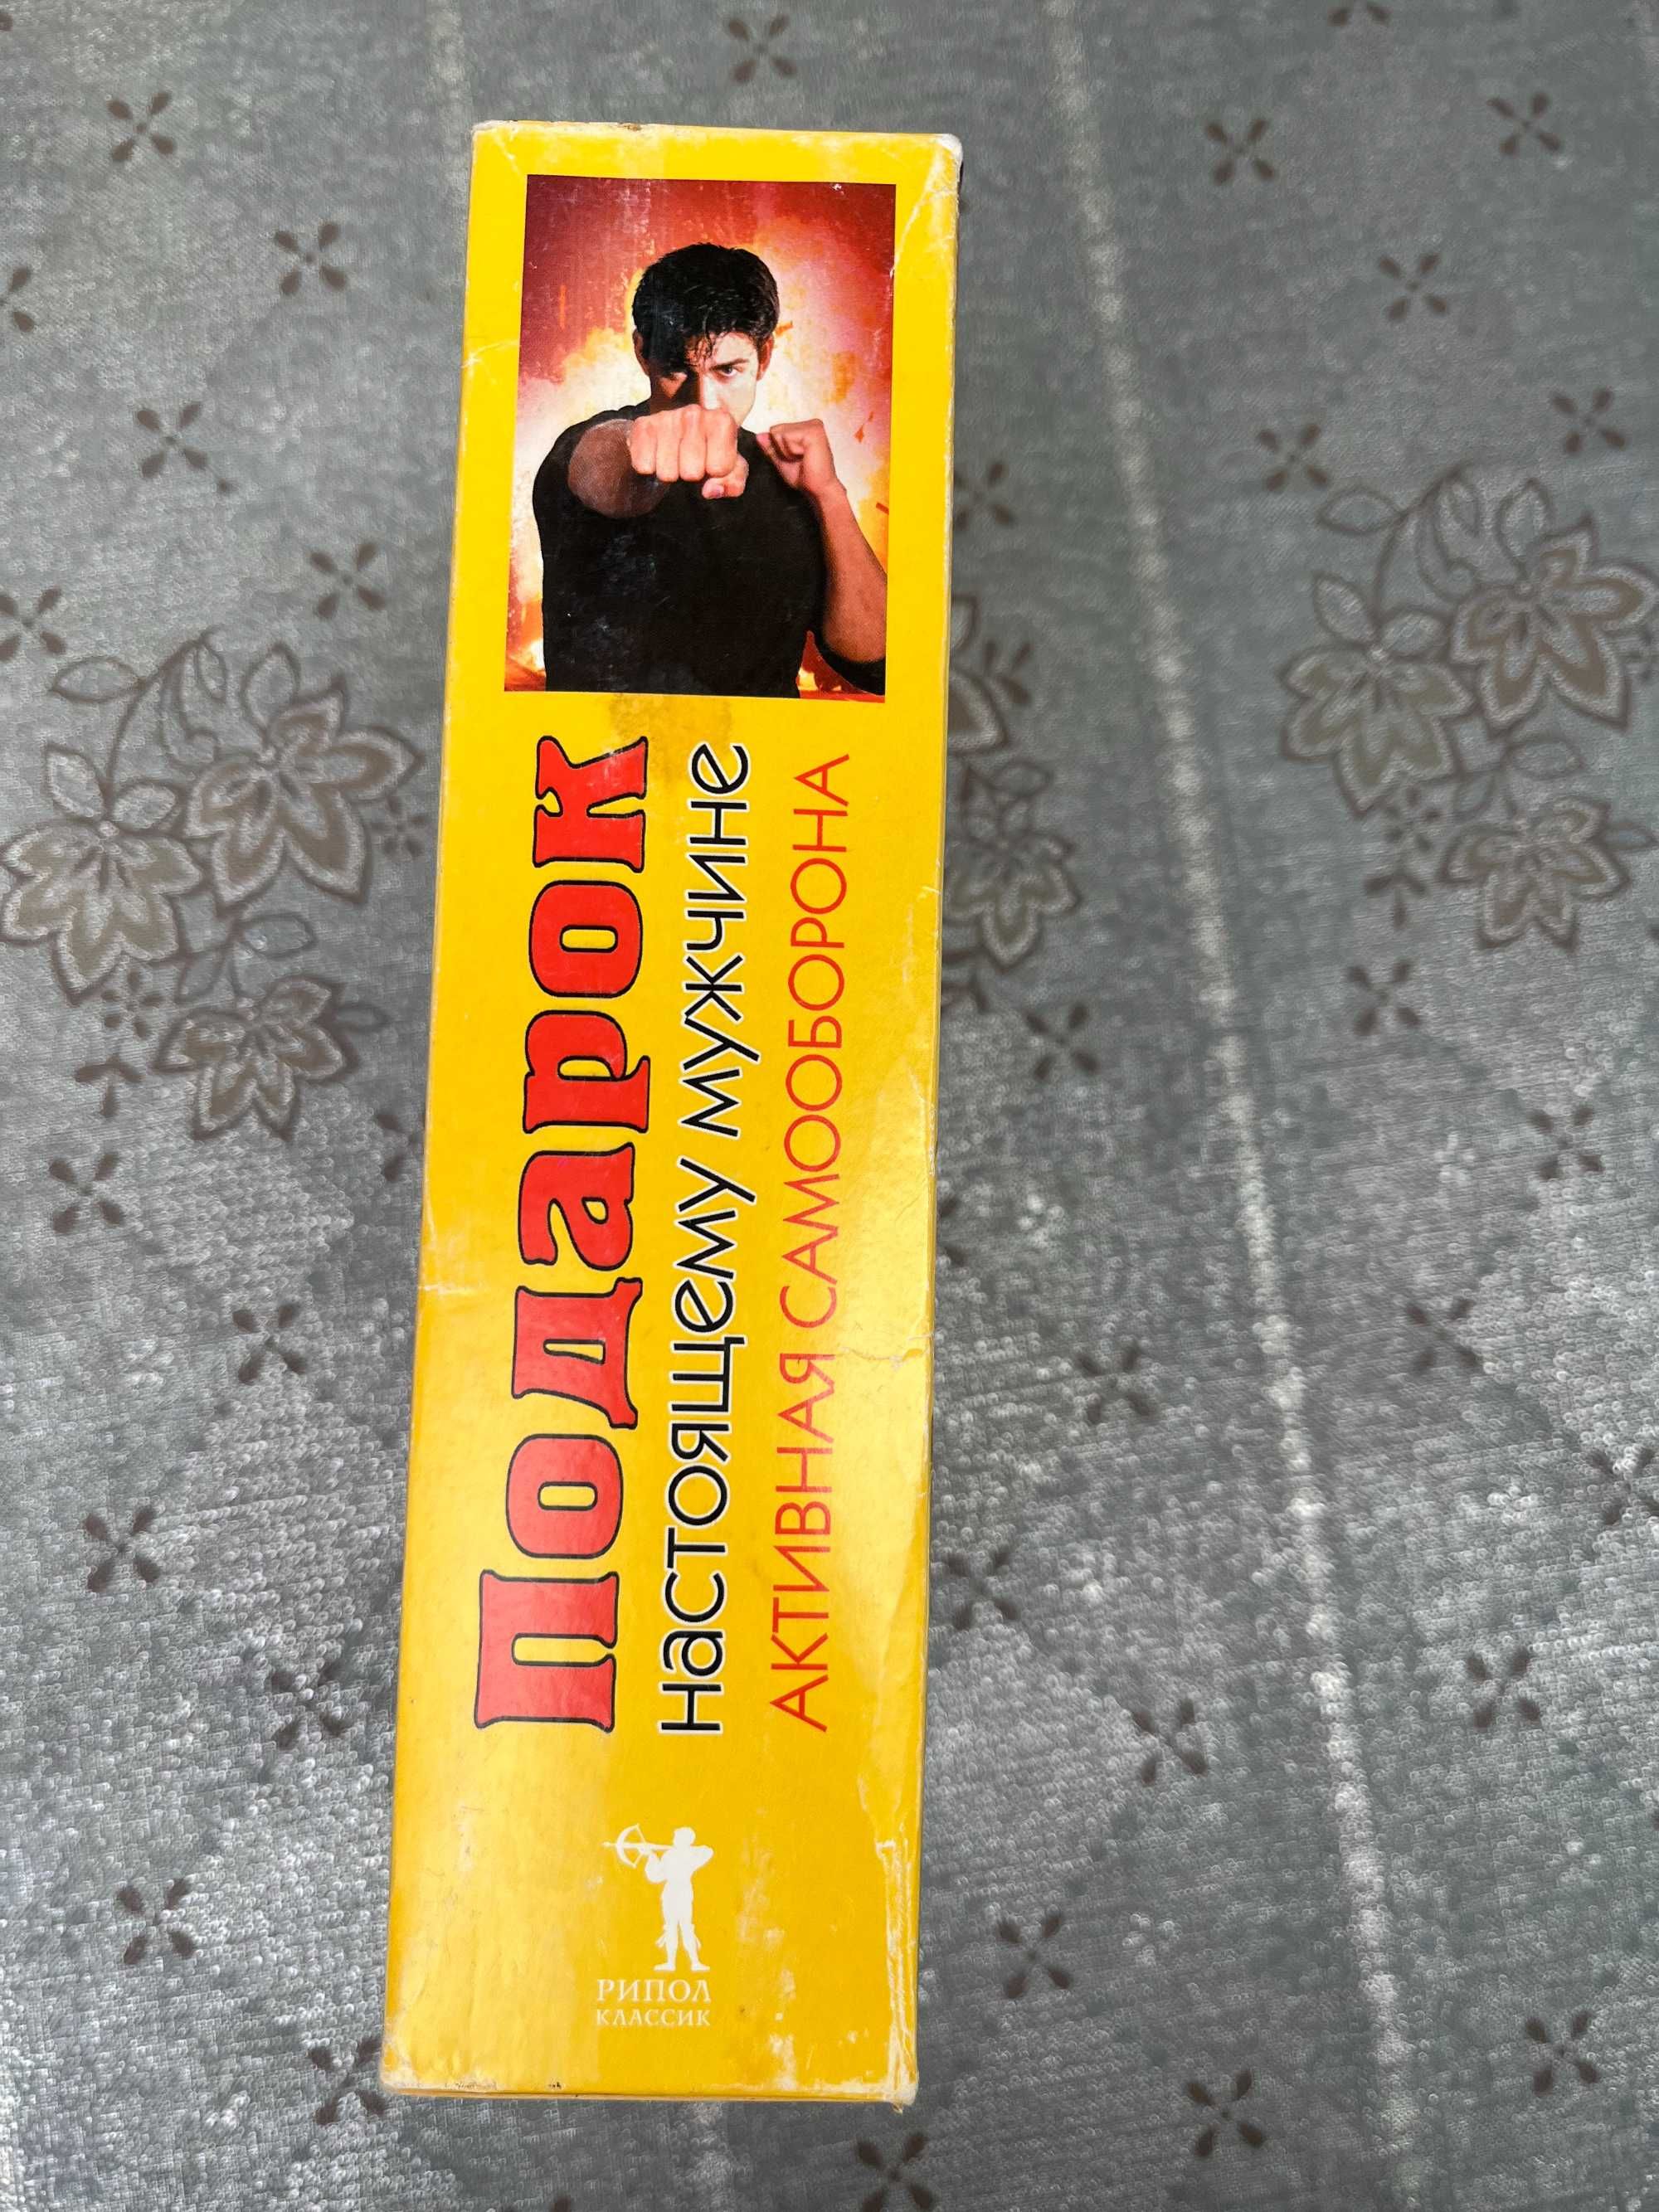 Подарок
настоящему мужчине
АКТИВНАЯ САМООБОРОНА
РИПОЛ
КЛАССИК